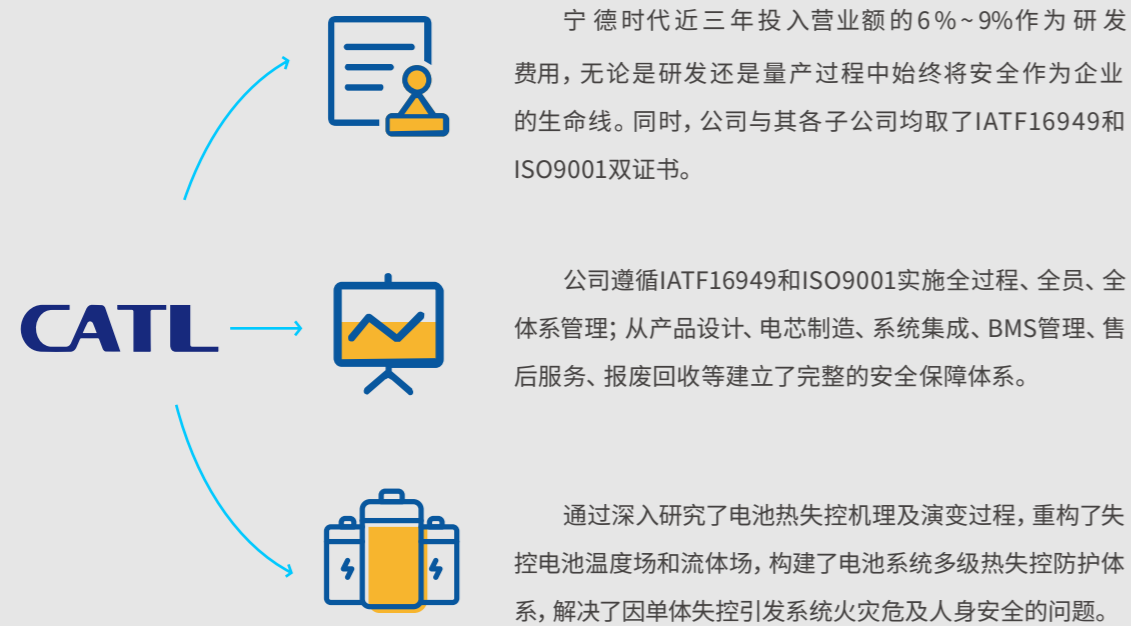 宁德时代近三年投入营业额的6%~9%作为研发
费用，无论是研发还是量产过程中始终将安全作为企业
的生命线。同时，公司与其各子公司均取了IATF16949和
ISO9001双证书。
CATL
公司遵循IATF16949和ISO9001实施全过程、全员、全
体系管理；从产品设计、电芯制造、系统集成、BMS管理、售
后服务、报废回收等建立了完整的安全保障体系。
通过深入研究了电池热失控机理及演变过程，重构了失
控电池温度场和流体场，构建了电池系统多级热失控防护体
系，解决了因单体失控引发系统火灾危及人身安全的问题。